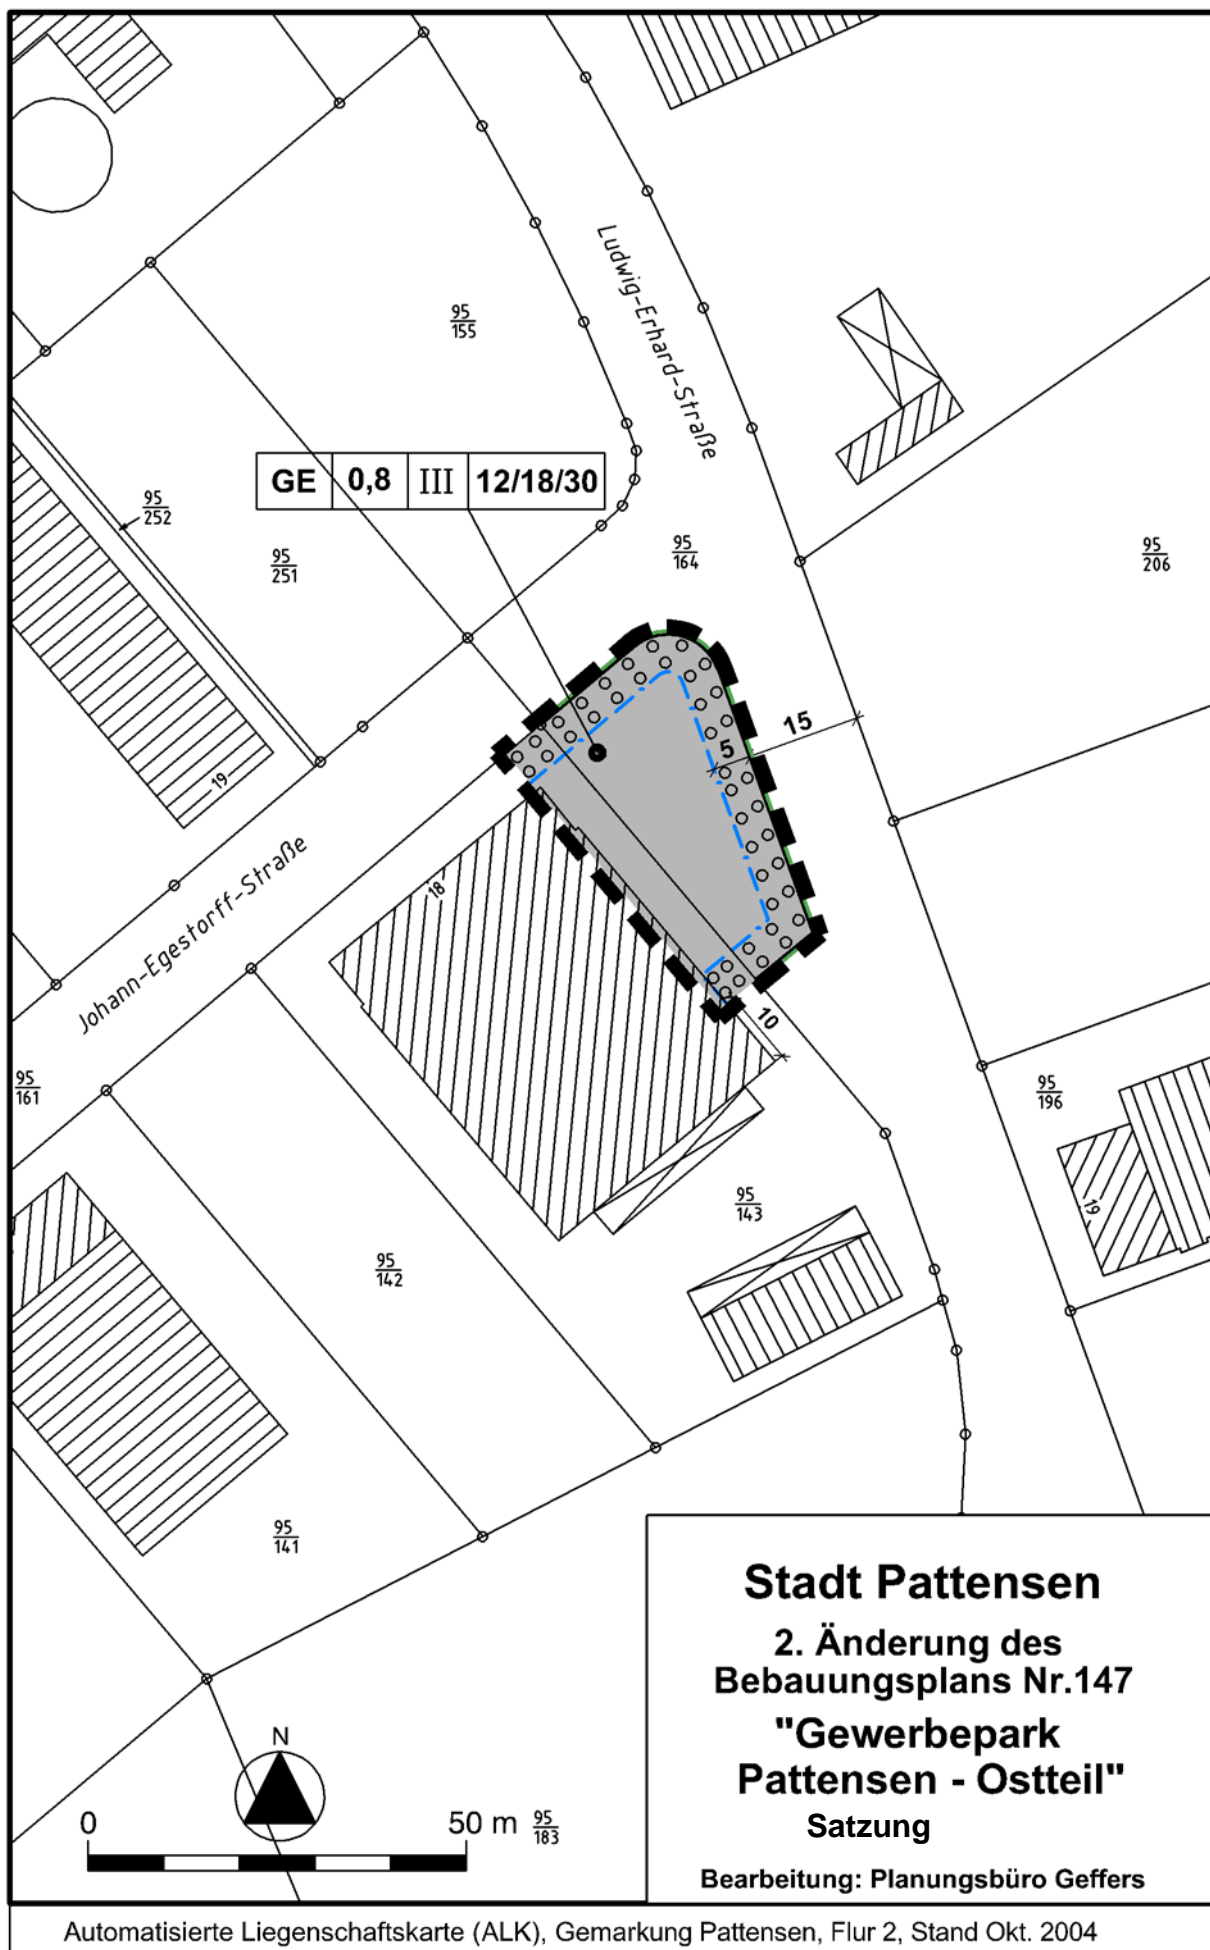 Ludwig-Erhard-Straße
95
155
GE 0,8 III 12/18/30
95
252
95
251
95
164
95
206
15
5
19
18
Johann-Egestorff-Straße
10
95
161
95
196
19
95
143
95
142
95
141
Stadt Pattensen
2. Änderung des
Bebauungsplans Nr.147
"Gewerbepark
Pattensen - Ostteil"
Satzung
Bearbeitung: Planungsbüro Geffers
N
0 50 m
95
183
Automatisierte Liegenschaftskarte (ALK), Gemarkung Pattensen, Flur 2, Stand Okt. 2004